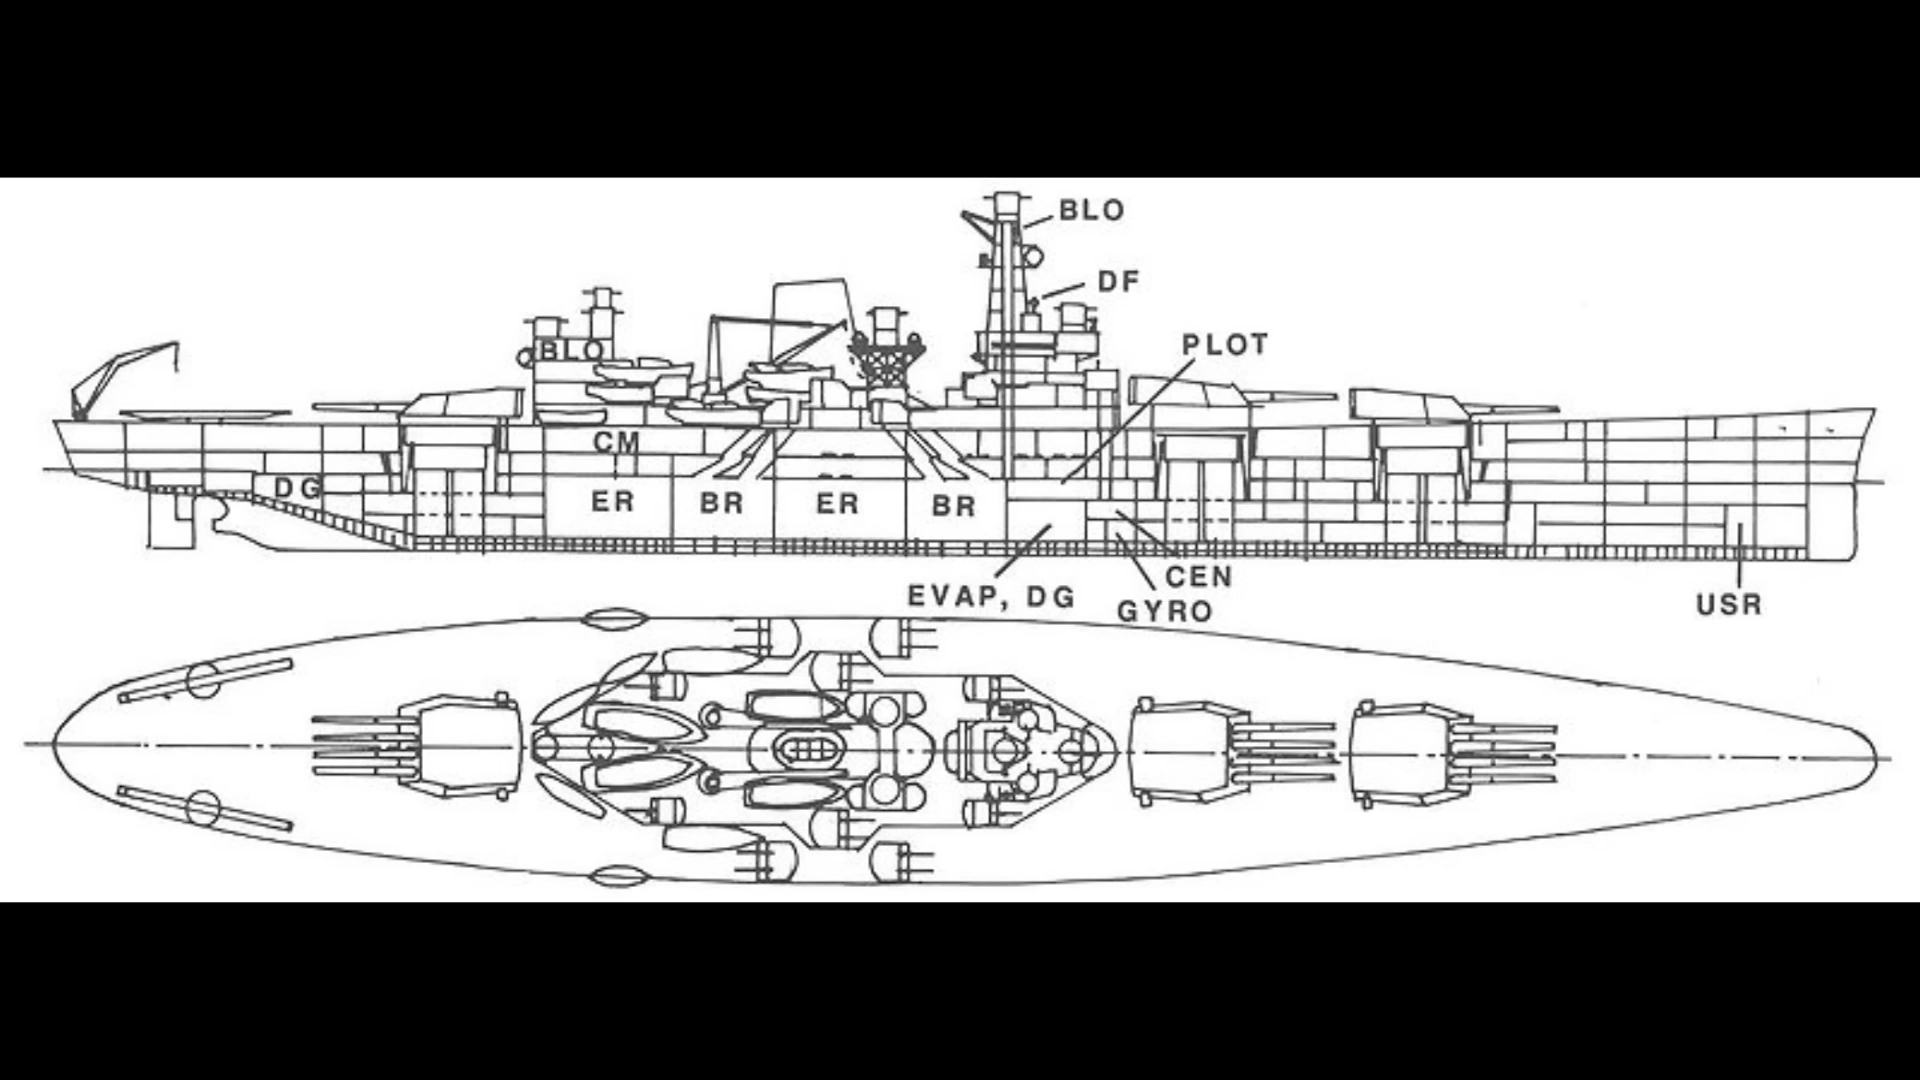 BLO
DF
PLOT
BLO
CM
DG
ER
BR
ER
BR
CEN
EVAP, DG
GYRO
USR